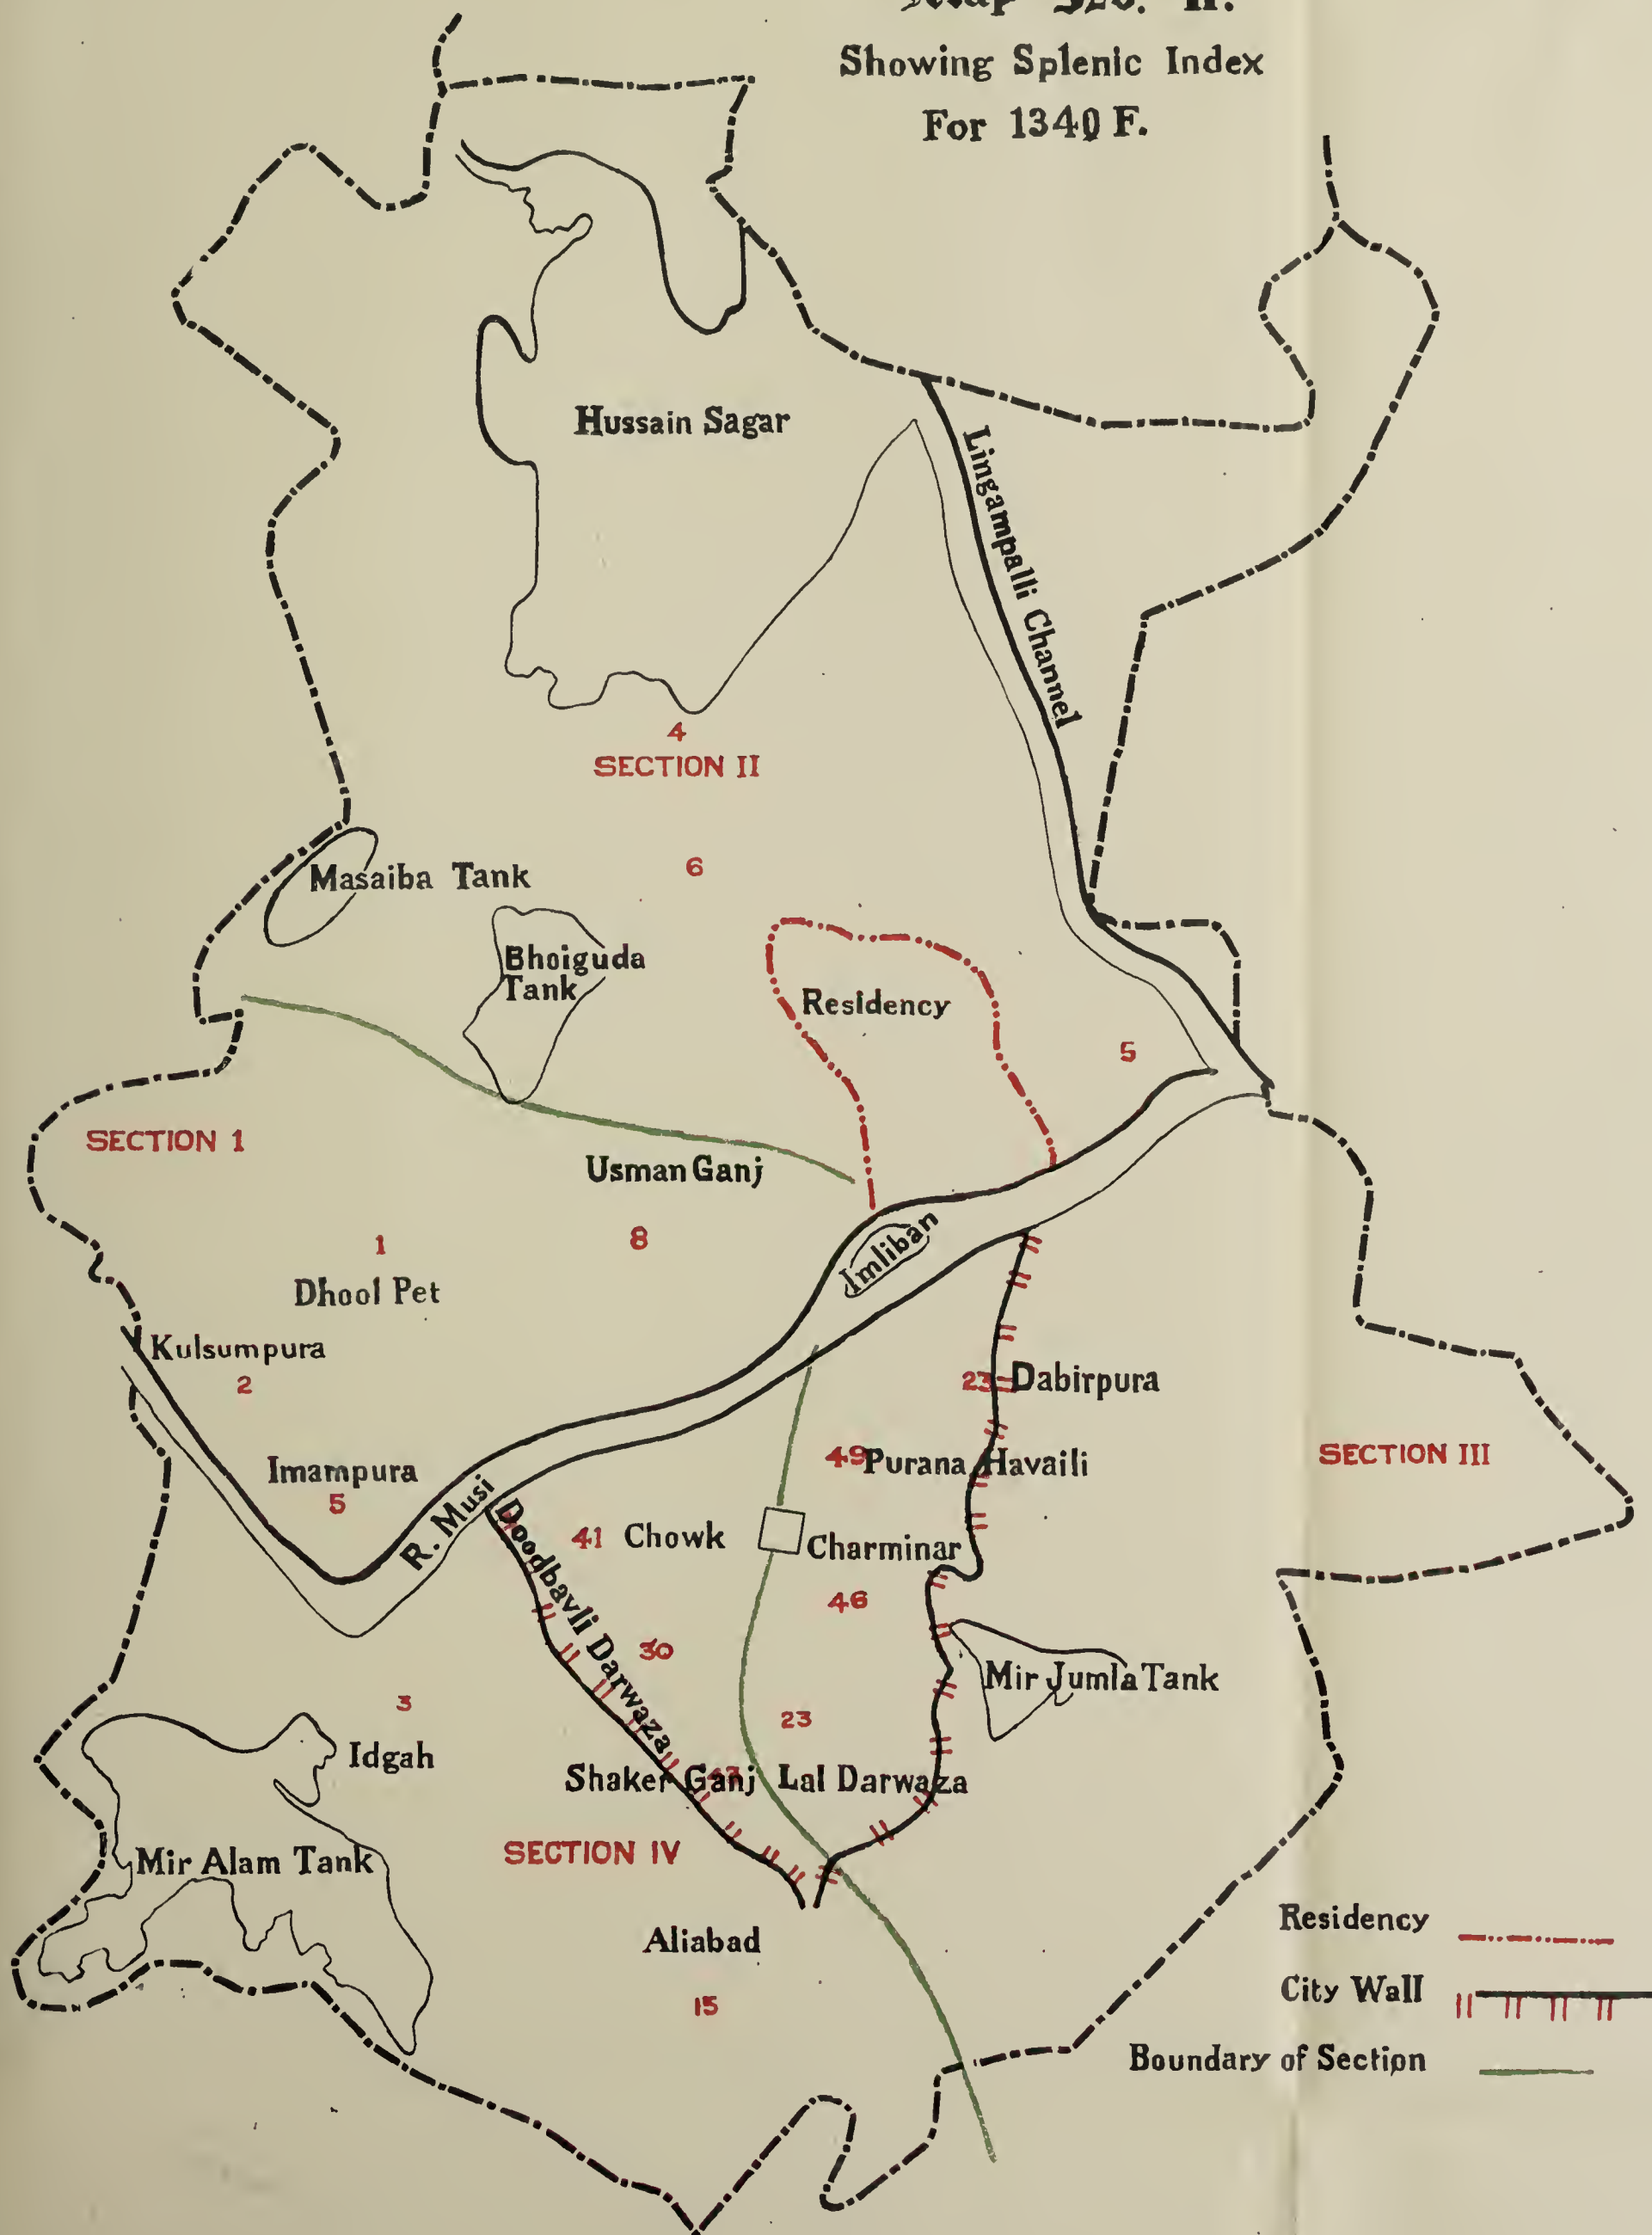 Map No. II.
Showing Splenic Index
For 1340 F.
Hussain Sagar
Lingampalli Channel
4
SECTION II
6
Masaiba Tank
Bhoiguda
Tank
Residency
5
SECTION 1
Usman Ganj
1
8
Imliban
Dhool Pet
Kulsumpura
2
23
Dabirpura
49
Purana Havaili
SECTION III
Imampura
5
R. Musi
Doodbavli Darwaza
41
Chowk
Charminar
46
30
Mir Jumla Tank
3
23
Idgah
Shaker Ganj
Lal Darwaza
SECTION IV
Mir Alam Tank
Aliabad
15
Residency
City Wall
Boundary of Section